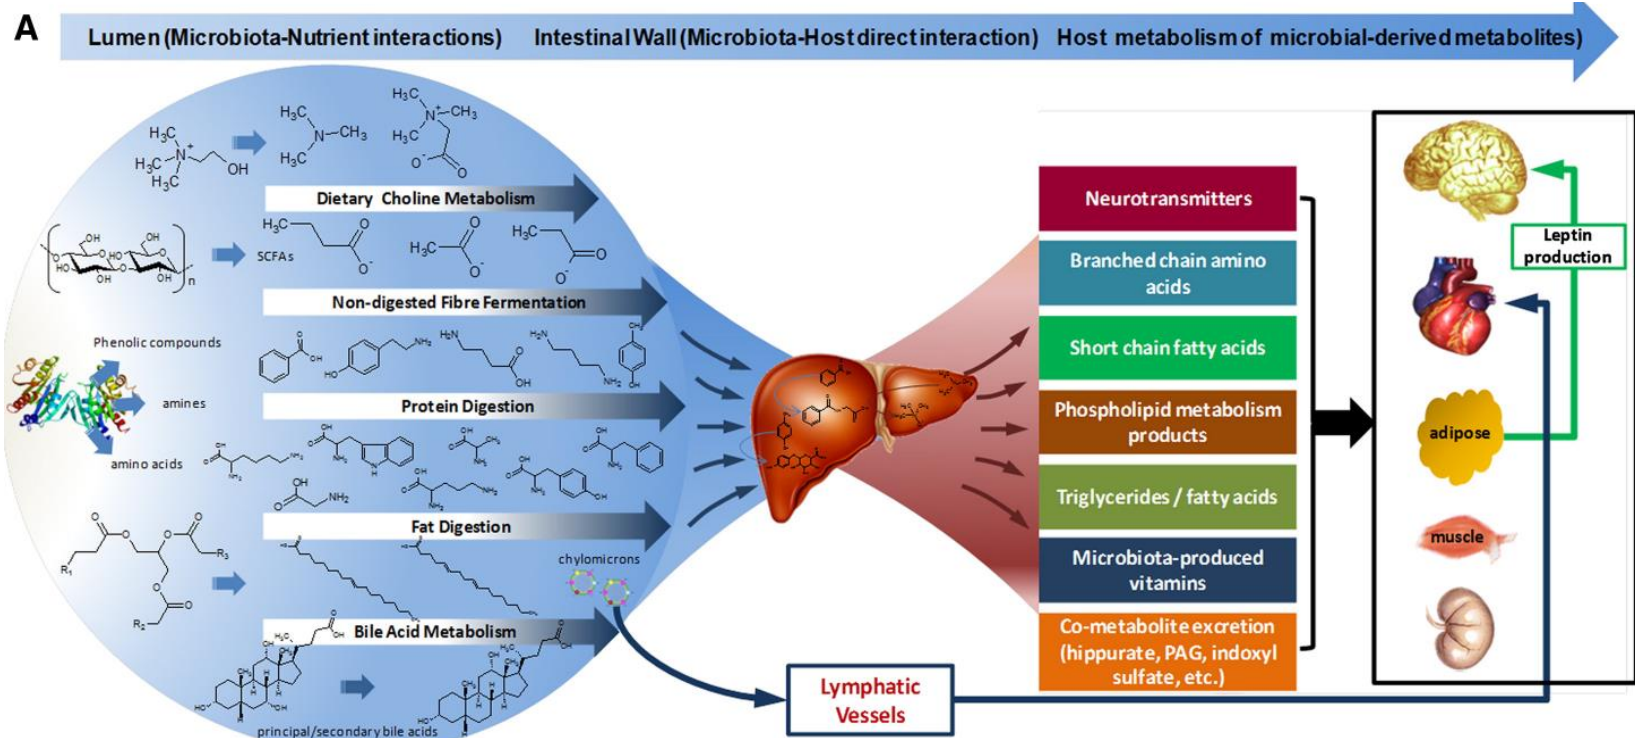 A
Lumen (Microbiota-Nutrient interactions)
Intestinal Wall (Microbiota-Host direct interaction)
Host metabolism of microbial-derived metabolites)
Dietary Choline Metabolism
SCFAs
Non-digested Fibre Fermentation
Phenolic compounds
amines
amino acids
Protein Digestion
Fat Digestion
chylomicrons
Bile Acid Metabolism
principal/secondary bile acids
Lymphatic
Vessels
Neurotransmitters
Branched chain amino
acids
Short chain fatty acids
Phospholipid metabolism
products
Triglycerides / fatty acids
Microbiota-produced
vitamins
Co-metabolite excretion
(hippurate, PAG, indoxyl
sulfate, etc.)
Leptin
production
adipose
muscle